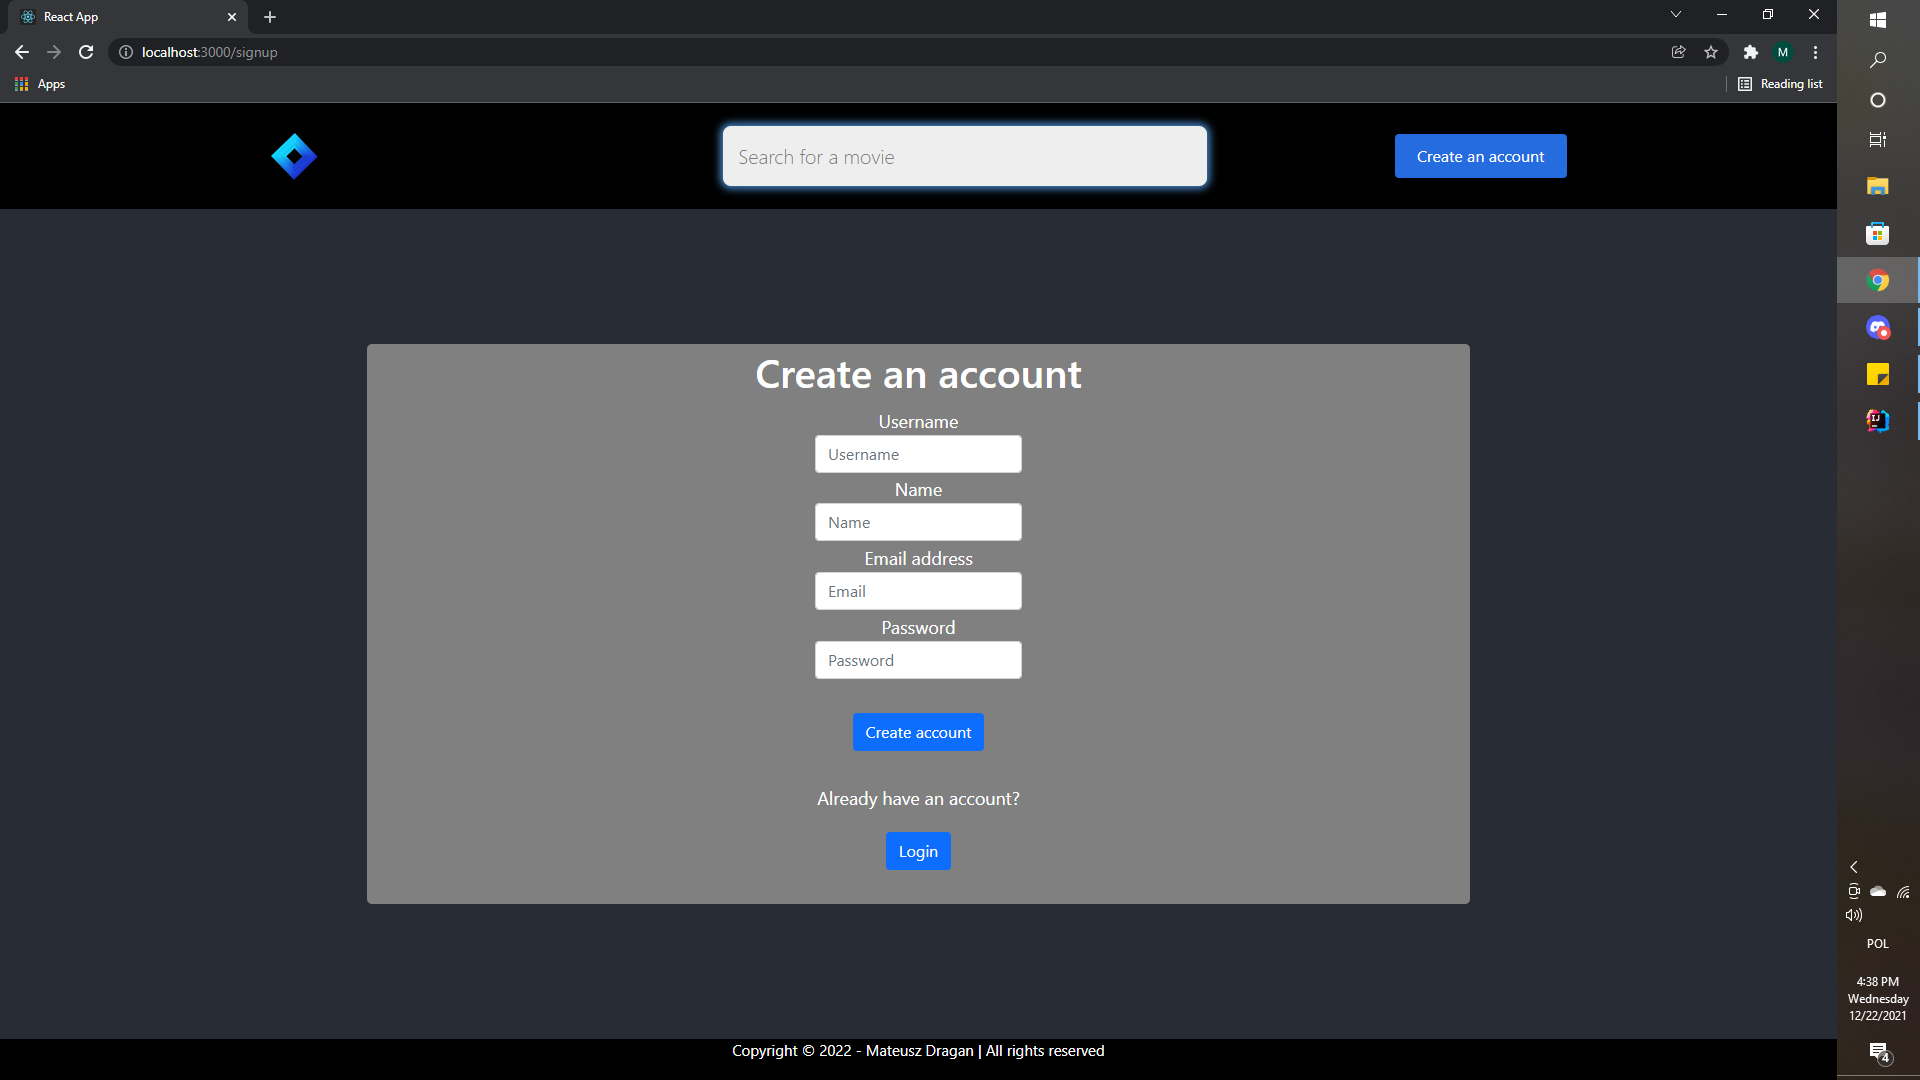 React App
localhost:3000/signup
M
Apps
Reading list
Search for a movie
Create an account
Create an account
Username
Username
Name
Name
Email address
Email
Password
Password
Create account
Already have an account?
Login
Copyright © 2022 - Mateusz Dragan | All rights reserved
IJ
POL
4:38 PM
Wednesday
12/22/2021
4